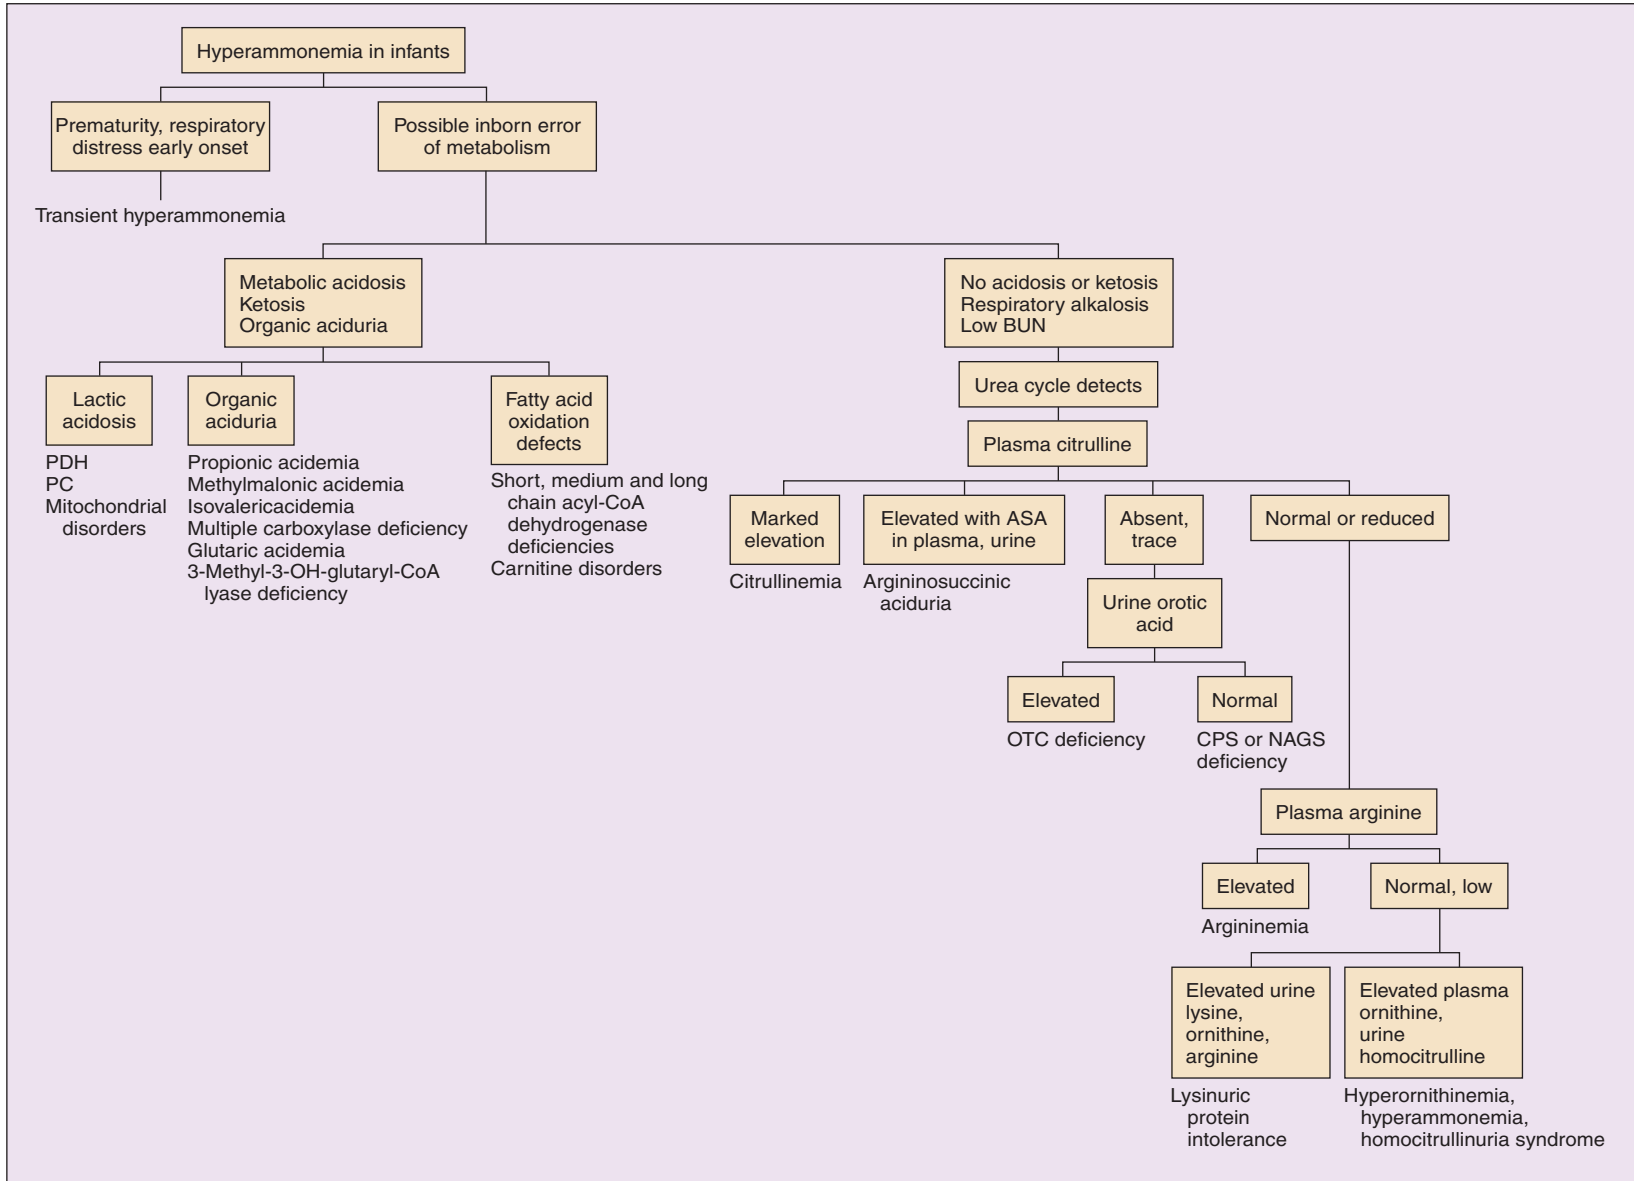 Hyperammonemia in infants
Prematurity, respiratory
distress early onset
Possible inborn error
of metabolism
Transient hyperammonemia
Metabolic acidosis
Ketosis
Organic aciduria
No acidosis or ketosis
Respiratory alkalosis
Low BUN
Lactic
acidosis
PDH
PC
Mitochondrial
disorders
Organic
aciduria
Propionic acidemia
Methylmalonic acidemia
Isovalericacidemia
Multiple carboxylase deficiency
Glutaric acidemia
3-Methyl-3-OH-glutaryl-CoA
lyase deficiency
Fatty acid
oxidation
defects
Short, medium and long
chain acyl-CoA
dehydrogenase
deficiencies
Carnitine disorders
Urea cycle detects
Plasma citrulline
Marked
elevation
Citrullinemia
Elevated with ASA
in plasma, urine
Argininosuccinic
aciduria
Absent,
trace
Urine orotic
acid
Elevated
OTC deficiency
Normal
CPS or NAGS
deficiency
Normal or reduced
Plasma arginine
Elevated
Argininemia
Normal, low
Elevated urine
lysine,
ornithine,
arginine
Lysinuric
protein
intolerance
Elevated plasma
ornithine,
urine
homocitrulline
Hyperornithinemia,
hyperammonemia,
homocitrullinuria syndrome